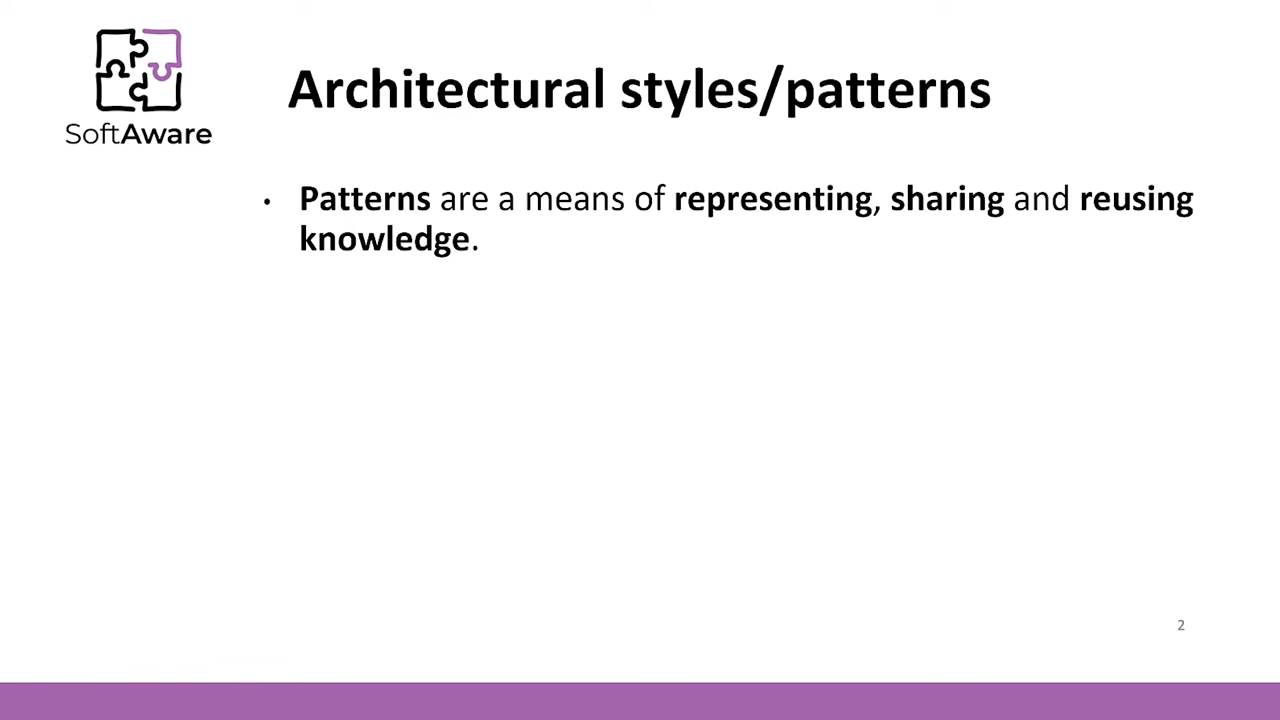 SoftAware
Architectural styles/patterns
• Patterns are a means of representing, sharing and reusing
knowledge.
2